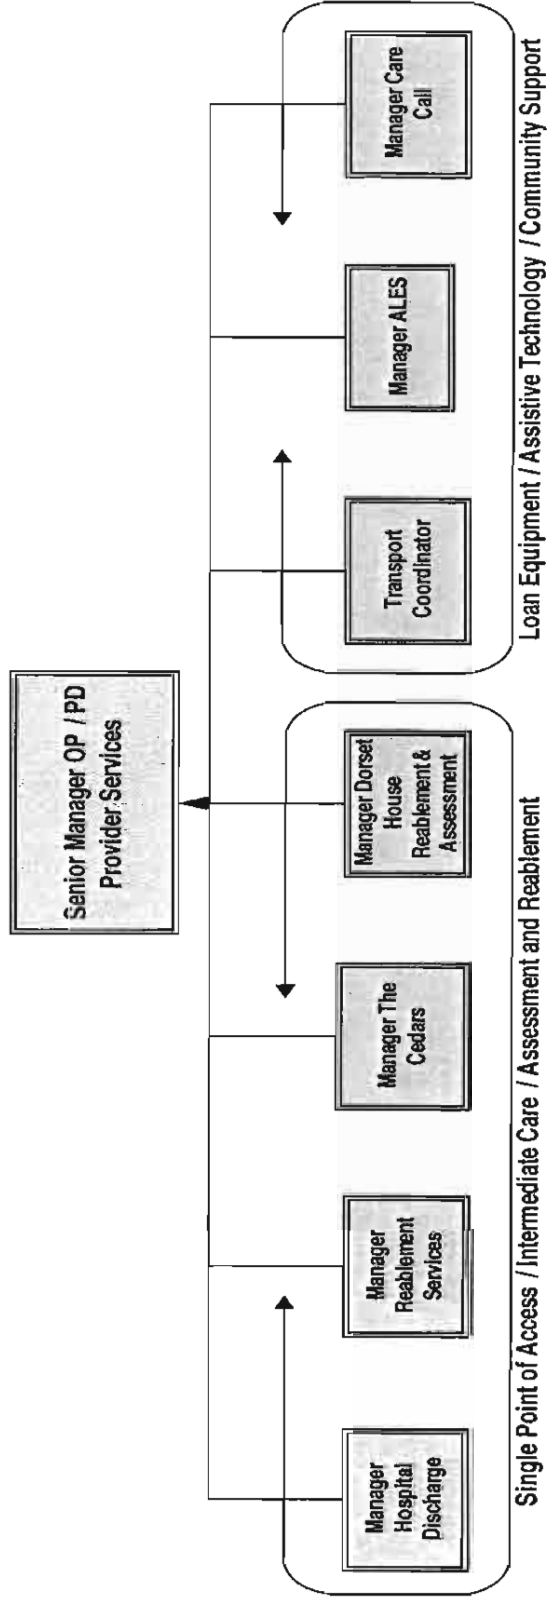 Senior Manager OP / PD
Provider Services
Manager
Hospital
Discharge
Manager
Reablement
Services
Manager The
Cedars
Manager Dorset
House
Reablement &
Assessment
Transport
Coordinator
Manager ALES
Manager Care
Call
Single Point of Access / Intermediate Care / Assessment and Reablement
Loan Equipment / Assistive Technology / Community Support